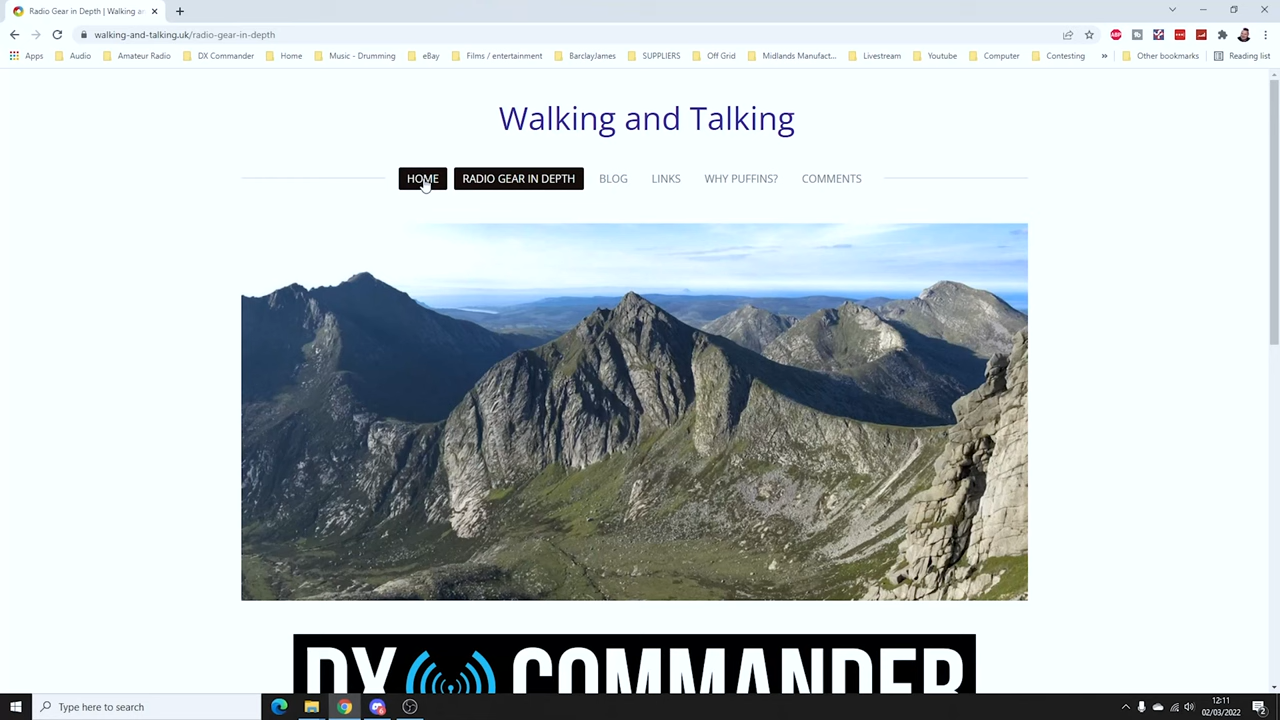 Radio Gear in Depth | Walking an
walking-and-talking.uk/radio-gear-in-depth
Apps Audio Amateur Radio DX Commander Home Music - Drumming eBay Films / entertainment BarclayJames SUPPLIERS Off Grid Midlands Manufact... Livestream Youtube Computer Contesting » Other bookmarks Reading list
Walking and Talking
HOME RADIO GEAR IN DEPTH BLOG LINKS WHY PUFFINS? COMMENTS
DX COMMANDER
Type here to search
12:11
02/03/2022
2